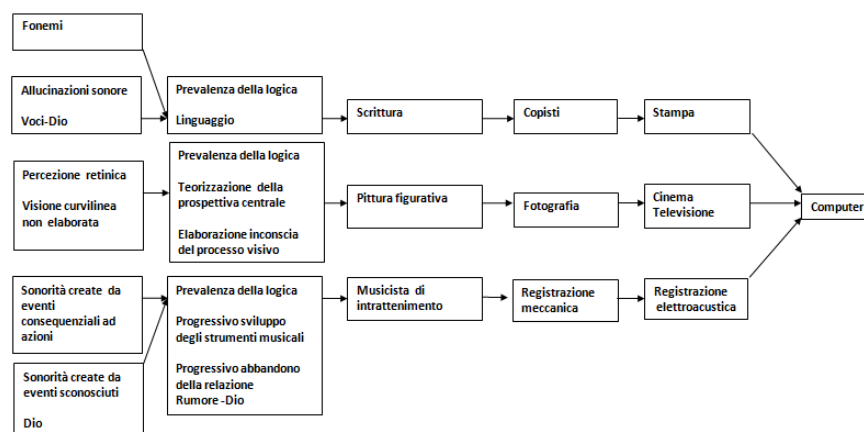 Fonemi
Allucinazioni sonore
Voci-Dio
Prevalenza della logica
Linguaggio
Scrittura
Copisti
Stampa
Percezione retinica
Visione curvilinea
non elaborata
Prevalenza della logica
Teorizzazione della
prospettiva centrale
Elaborazione inconscia
del processo visivo
Pittura figurativa
Fotografia
Cinema
Televisione
Computer
Sonorità create da
eventi
consequenziali ad
azioni
Sonorità create da
eventi sconosciuti
Dio
Prevalenza della logica
Progressivo sviluppo
degli strumenti musicali
Progressivo abbandono
della relazione
Rumore -Dio
Musicista di
intrattenimento
Registrazione
meccanica
Registrazione
elettroacustica